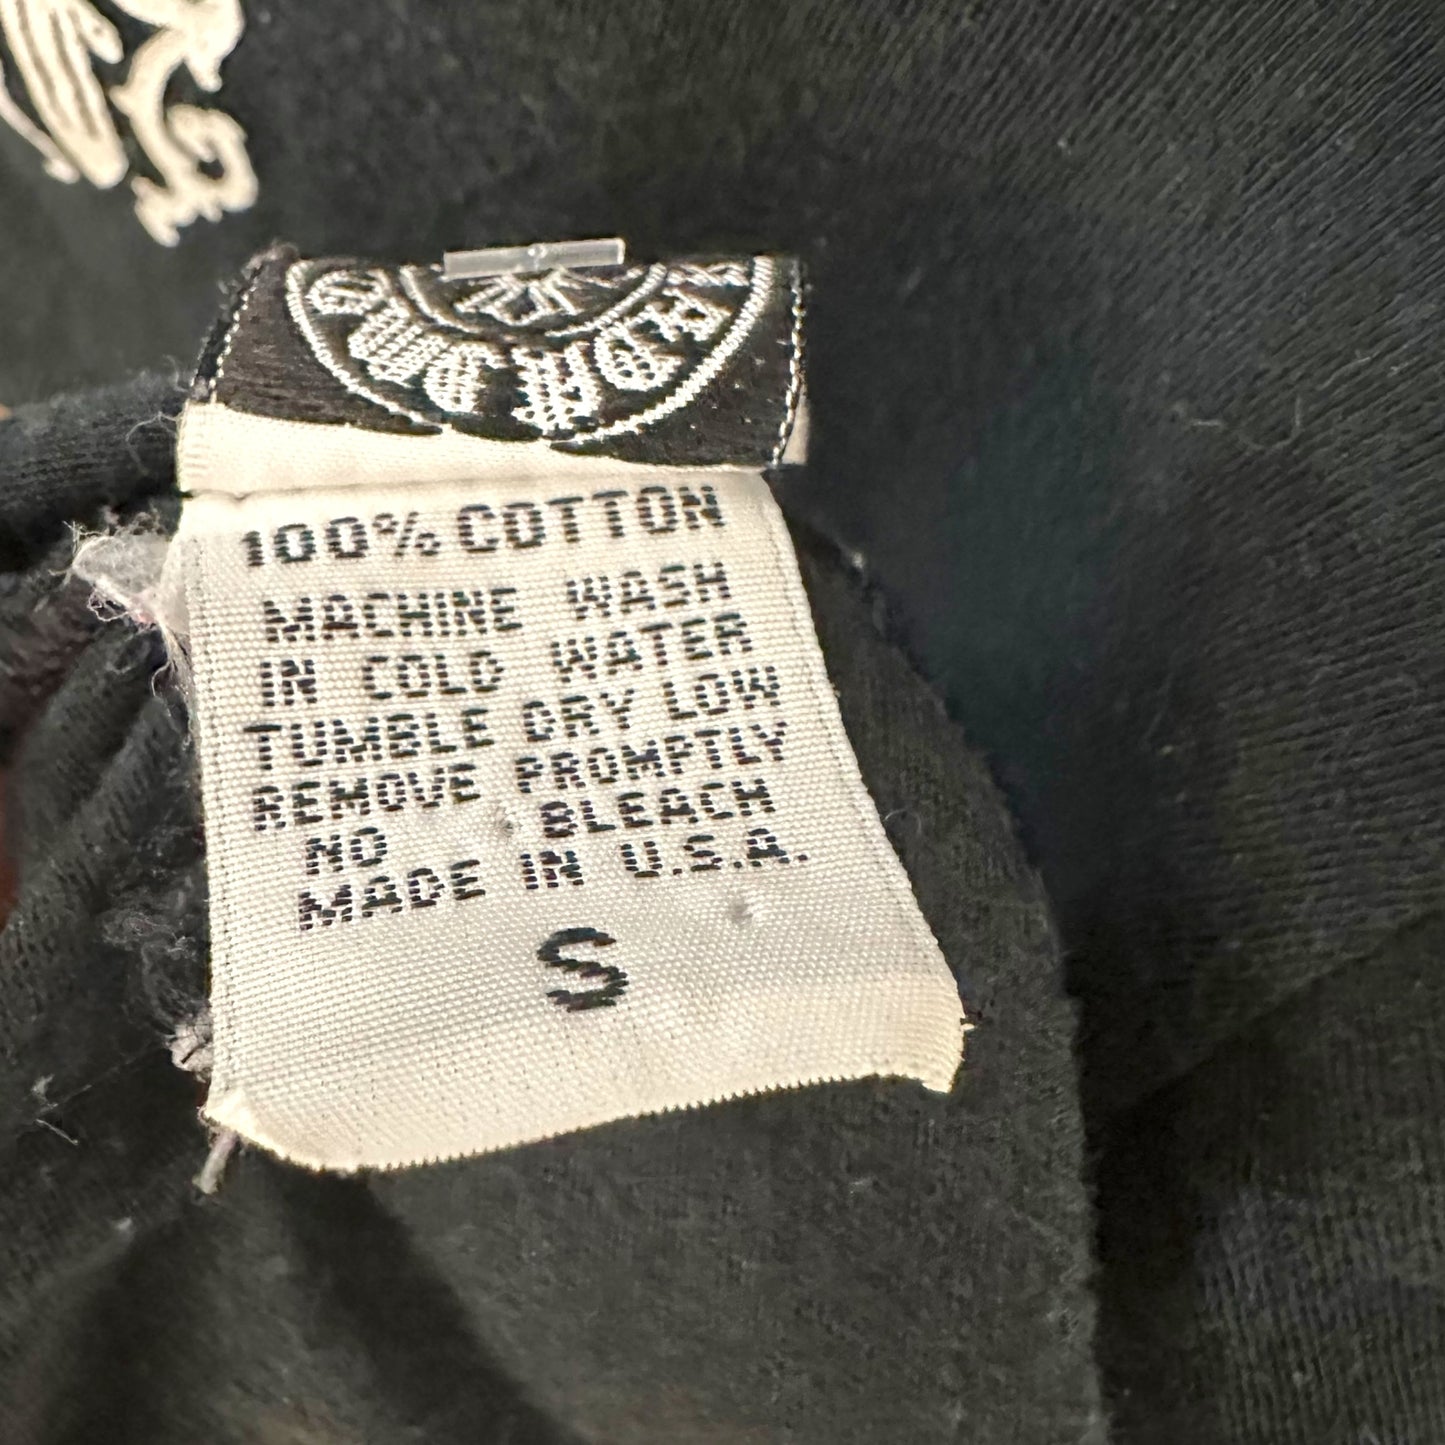 100% COTTON
MACHINE WASH
IN COLD WATER
TUMBLE DRY LOW
REMOVE PROMPTLY
NO BLEACH
MADE IN U.S.A.
S